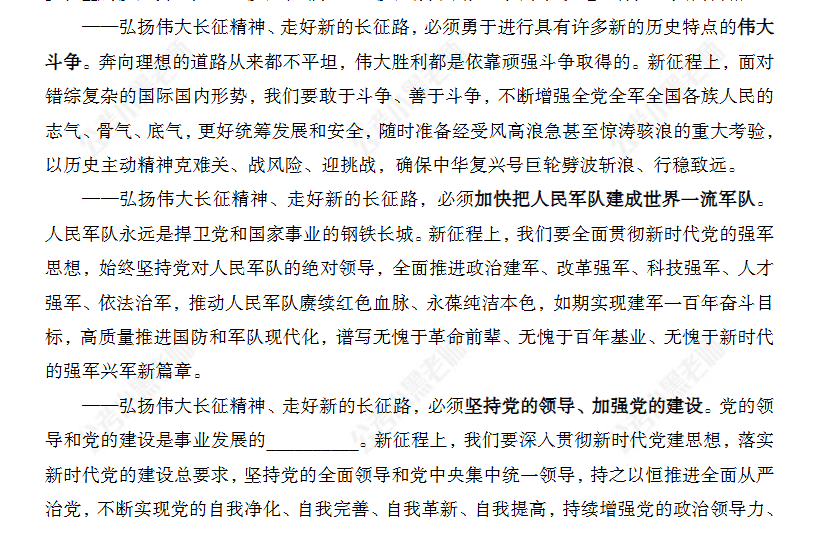 ——弘扬伟大长征精神、走好新的长征路，必须勇于进行具有许多新的历史特点的伟大
斗争。奔向理想的道路从来都不平坦，伟大胜利都是依靠顽强斗争取得的。新征程上，面对
错综复杂的国际国内形势，我们要敢于斗争、善于斗争，不断增强全党全军全国各族人民的
志气、骨气、底气，更好统筹发展和安全，随时准备经受风高浪急甚至惊涛骇浪的重大考验，
以历史主动精神克难关、战风险、迎挑战，确保中华复兴号巨轮劈波斩浪、行稳致远。
——弘扬伟大长征精神、走好新的长征路，必须加快把人民军队建成世界一流军队。
人民军队永远是捍卫党和国家事业的钢铁长城。新征程上，我们要全面贯彻新时代党的强军
思想，始终坚持党对人民军队的绝对领导，全面推进政治建军、改革强军、科技强军、人才
强军、依法治军，推动人民军队赓续红色血脉、永葆纯洁本色，如期实现建军一百年奋斗目
标，高质量推进国防和军队现代化，谱写无愧于革命前辈、无愧于百年基业、无愧于新时代
的强军兴军新篇章。
——弘扬伟大长征精神、走好新的长征路，必须坚持党的领导、加强党的建设。党的领
导和党的建设是事业发展的__________。新征程上，我们要深入贯彻新时代党建思想，落实
新时代党的建设总要求，坚持党的全面领导和党中央集中统一领导，持之以恒推进全面从严
治党，不断实现党的自我净化、自我完善、自我革新、自我提高，持续增强党的政治领导力、